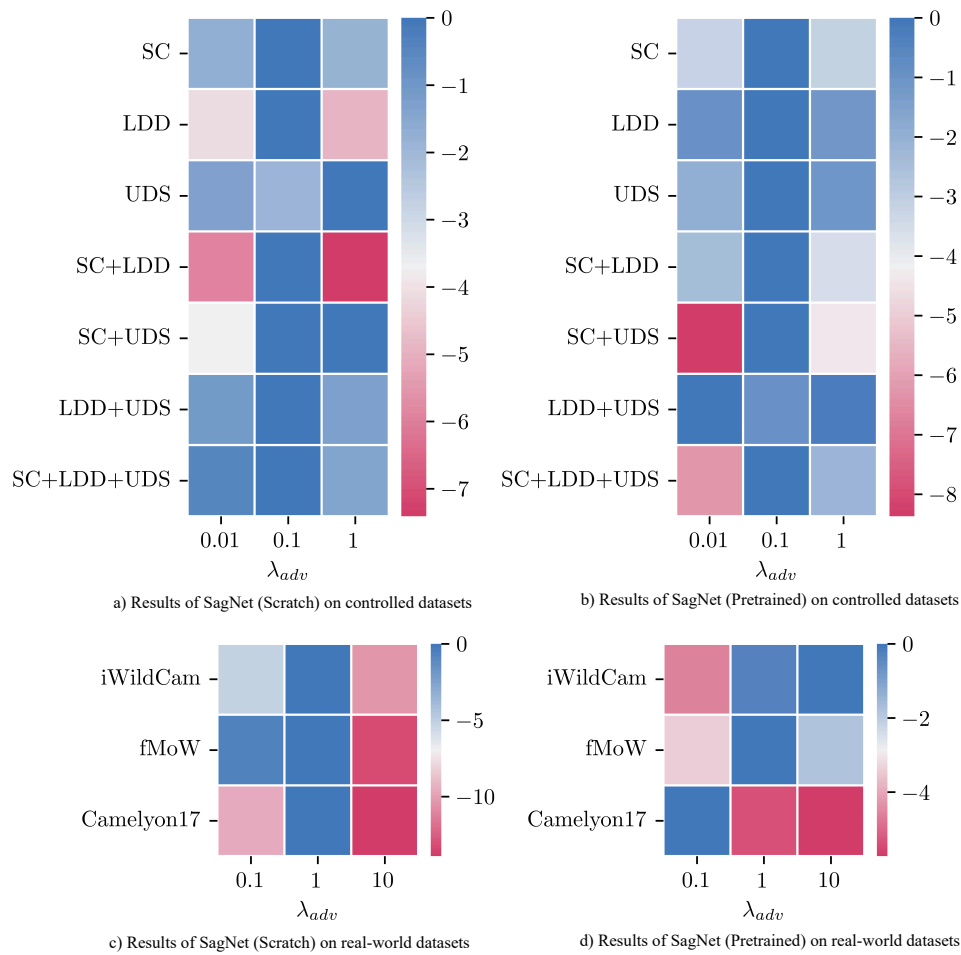 SC
LDD
UDS
SC+LDD
SC+UDS
LDD+UDS
SC+LDD+UDS
0.01 0.1 1
λadv
0
−1
−2
−3
−4
−5
−6
−7
a) Results of SagNet (Scratch) on controlled datasets
SC
LDD
UDS
SC+LDD
SC+UDS
LDD+UDS
SC+LDD+UDS
0.01 0.1 1
λadv
0
−1
−2
−3
−4
−5
−6
−7
−8
b) Results of SagNet (Pretrained) on controlled datasets
iWildCam
fMoW
Camelyon17
0.1 1 10
λadv
0
−5
−10
c) Results of SagNet (Scratch) on real-world datasets
iWildCam
fMoW
Camelyon17
0.1 1 10
λadv
0
−2
−4
d) Results of SagNet (Pretrained) on real-world datasets